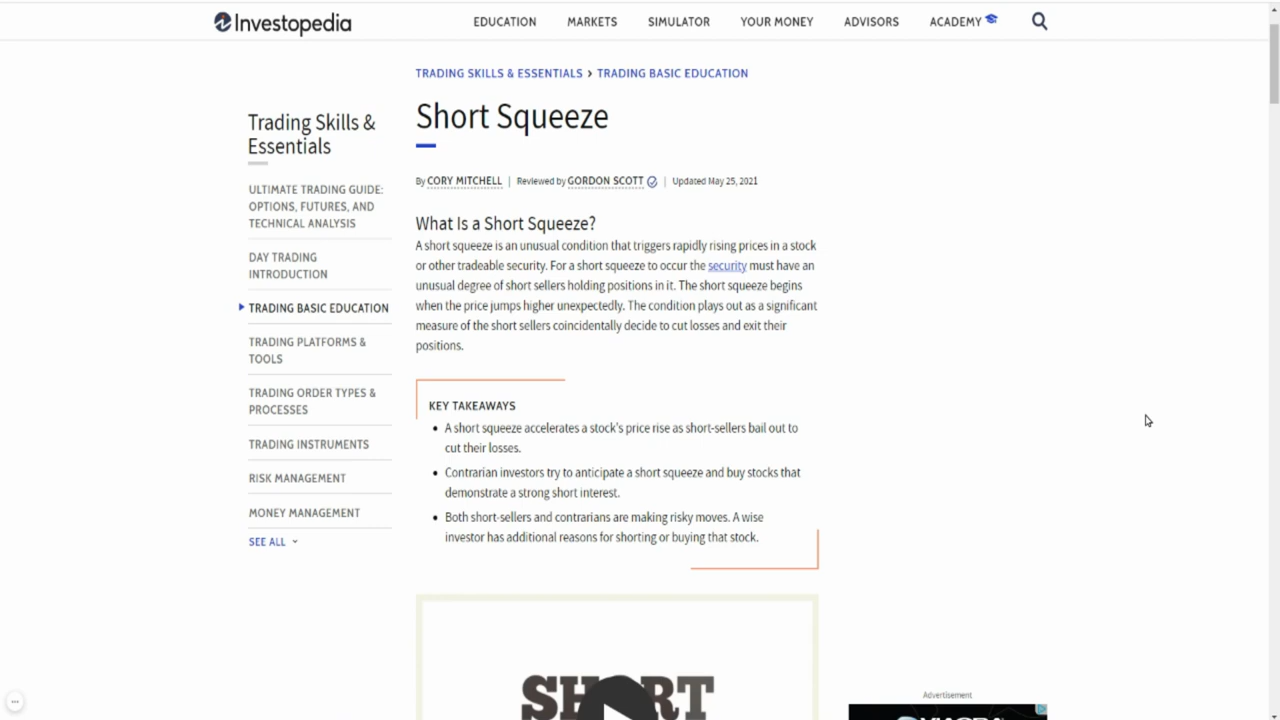 Investopedia
EDUCATION
MARKETS
SIMULATOR
YOUR MONEY
ADVISORS
ACADEMY
TRADING SKILLS & ESSENTIALS > TRADING BASIC EDUCATION
Trading Skills &
Essentials
ULTIMATE TRADING GUIDE:
OPTIONS, FUTURES, AND
TECHNICAL ANALYSIS
DAY TRADING
INTRODUCTION
TRADING BASIC EDUCATION
TRADING PLATFORMS &
TOOLS
TRADING ORDER TYPES &
PROCESSES
TRADING INSTRUMENTS
RISK MANAGEMENT
MONEY MANAGEMENT
SEE ALL
Short Squeeze
By CORY MITCHELL | Reviewed by GORDON SCOTT | Updated May 25, 2021
What Is a Short Squeeze?
A short squeeze is an unusual condition that triggers rapidly rising prices in a stock
or other tradeable security. For a short squeeze to occur the security must have an
unusual degree of short sellers holding positions in it. The short squeeze begins
when the price jumps higher unexpectedly. The condition plays out as a significant
measure of the short sellers coincidentally decide to cut losses and exit their
positions.
KEY TAKEAWAYS
• A short squeeze accelerates a stock's price rise as short-sellers bail out to
cut their losses.
• Contrarian investors try to anticipate a short squeeze and buy stocks that
demonstrate a strong short interest.
• Both short-sellers and contrarians are making risky moves. A wise
investor has additional reasons for shorting or buying that stock.
Advertisement